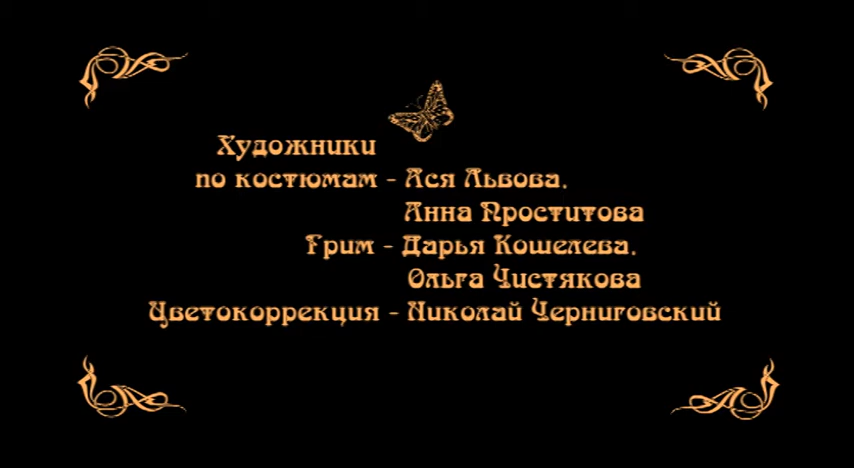 Художники
по костюмам - Ася Львова,
Анна Проститова
Грим - Дарья Кошелева,
Ольга Чистякова
Цветокоррекция - Николай Черниговский